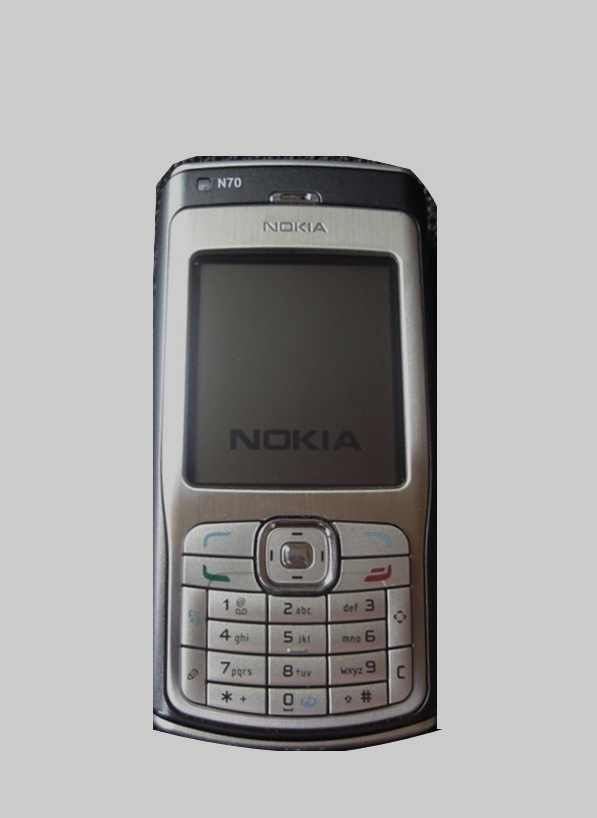 N70
NOKIA
NOKIA
1 @ 2 abc def 3
4 ghi 5 jkl mno 6
7 pqrs 8 tuv wxyz 9 C
* + 0 #